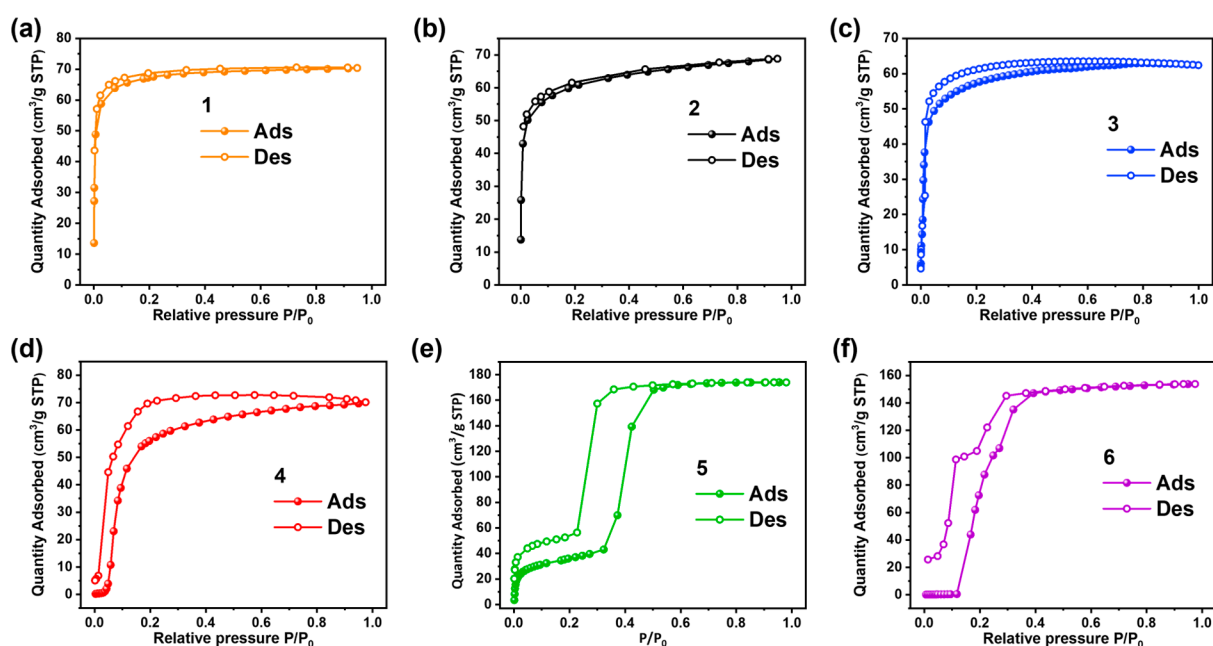 (a)
Quantity Adsorbed (cm³/g STP)
80
70
60
50
40
30
20
10
0
1
Ads
Des
0.0 0.2 0.4 0.6 0.8 1.0
Relative pressure P/P₀
(b)
Quantity Adsorbed (cm³/g STP)
70
60
50
40
30
20
10
0
2
Ads
Des
0.0 0.2 0.4 0.6 0.8 1.0
Relative pressure P/P₀
(c)
Quantity Adsorbed (cm³/g STP)
70
60
50
40
30
20
10
0
3
Ads
Des
0.0 0.2 0.4 0.6 0.8 1.0
Relative pressure P/P₀
(d)
Quantity Adsorbed (cm³/g STP)
80
70
60
50
40
30
20
10
0
4
Ads
Des
0.0 0.2 0.4 0.6 0.8 1.0
Relative pressure P/P₀
(e)
Quantity Adsorbed (cm³/g STP)
180
160
140
120
100
80
60
40
20
0
5
Ads
Des
0.0 0.2 0.4 0.6 0.8 1.0
P/P₀
(f)
Quantity Adsorbed (cm³/g STP)
160
140
120
100
80
60
40
20
0
6
Ads
Des
0.0 0.2 0.4 0.6 0.8 1.0
Relative pressure P/P₀